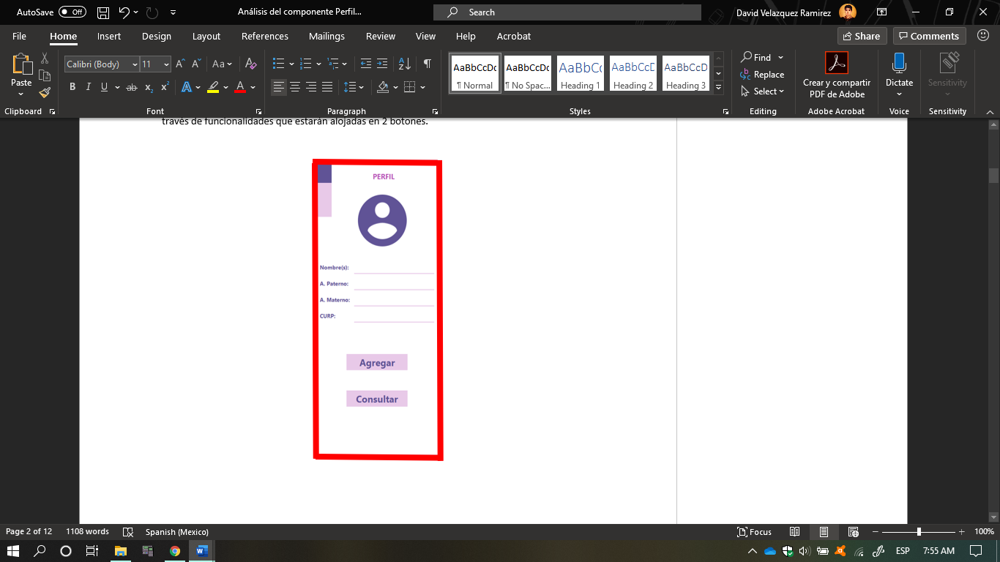 AutoSave Off Análisis del componente Perfil... Search David Velazquez Ramirez
File Home Insert Design Layout References Mailings Review View Help Acrobat Share Comments
Paste
Calibri (Body) 11 Aa
AaBbCcDc AaBbCcDc AaBbCc AaBbCcD AaBbCcD
¶ Normal ¶ No Spac... Heading 1 Heading 2 Heading 3
Find
Replace
Select
Crear y compartir
PDF de Adobe
Dictate
Sensitivity
Clipboard Font Paragraph Styles Editing Adobe Acrobat Voice Sensitivity
través de funcionalidades que estarán alojadas en 2 botones.
PERFIL
Nombre(s):
A. Paterno:
A. Materno:
CURP:
Agregar
Consultar
Page 2 of 12 1108 words Spanish (Mexico) Focus 100%
ESP 7:55 AM